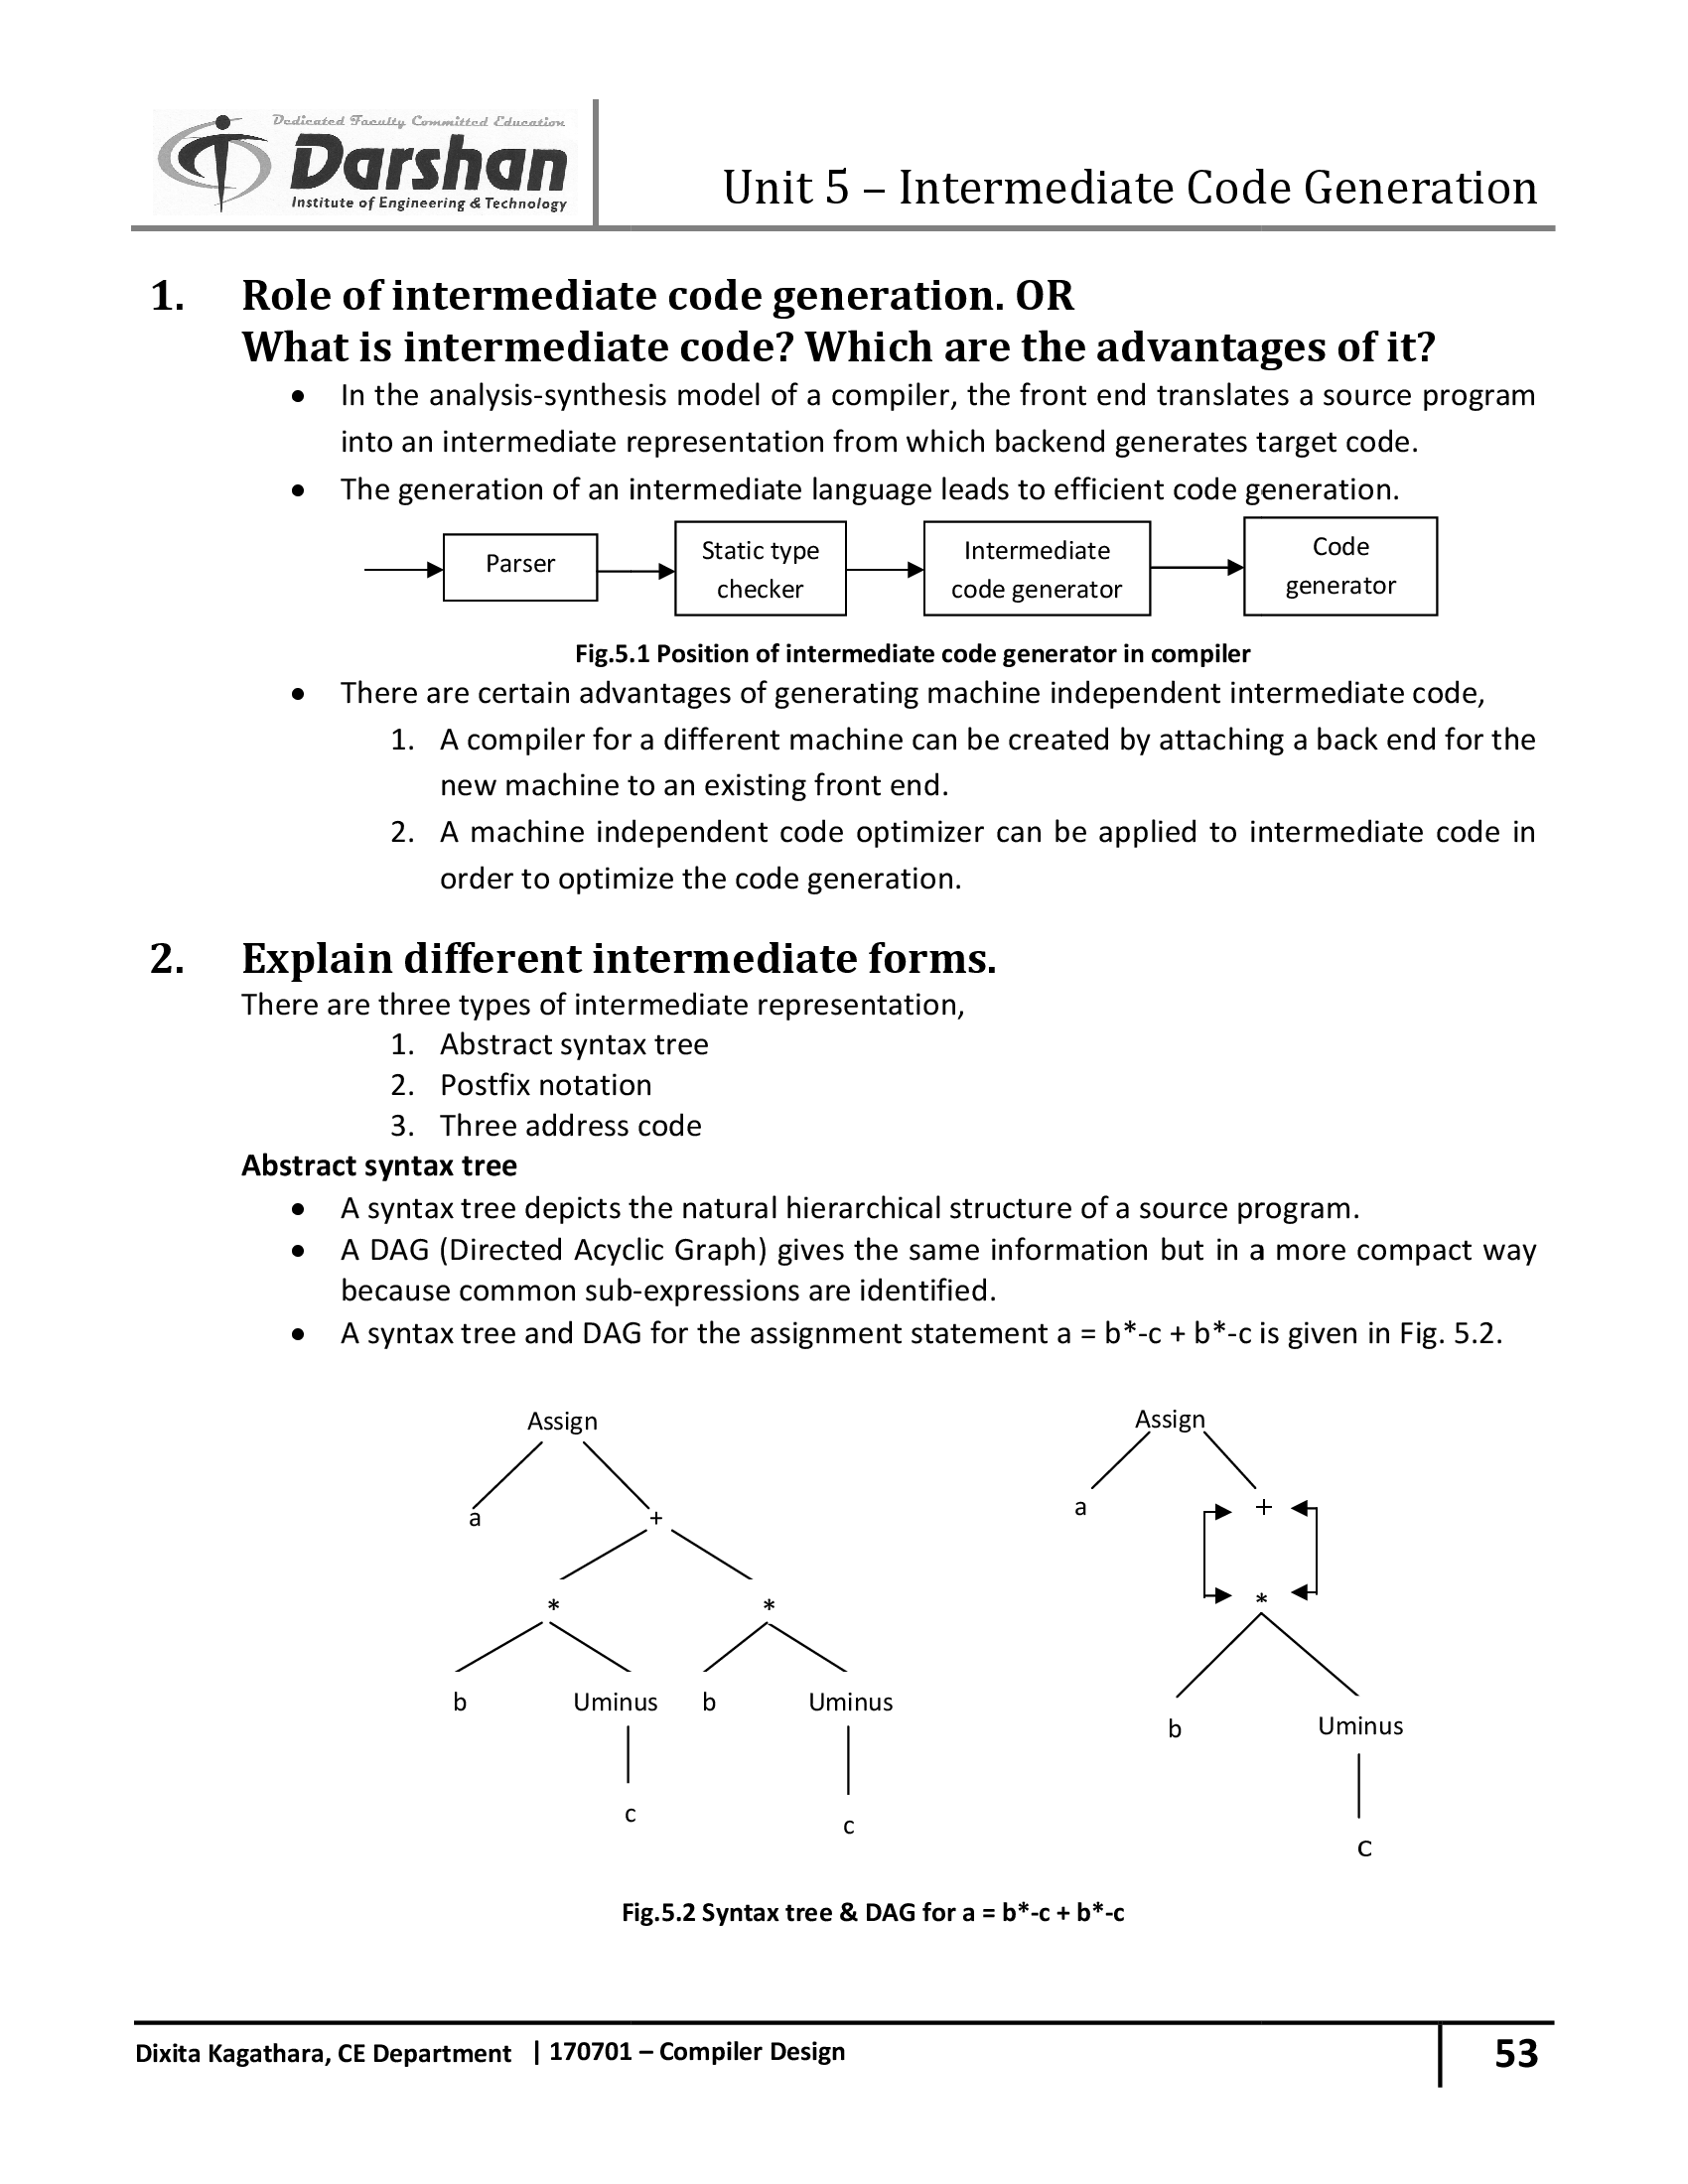 Dedicated Faculty Committed Education
Darshan
Institute of Engineering & Technology
Unit 5 – Intermediate Code Generation
1. Role of intermediate code generation. OR
What is intermediate code? Which are the advantages of it?
• In the analysis-synthesis model of a compiler, the front end translates a source program
into an intermediate representation from which backend generates target code.
• The generation of an intermediate language leads to efficient code generation.
Parser
Static type
checker
Intermediate
code generator
Code
generator
Fig.5.1 Position of intermediate code generator in compiler
• There are certain advantages of generating machine independent intermediate code,
1. A compiler for a different machine can be created by attaching a back end for the
new machine to an existing front end.
2. A machine independent code optimizer can be applied to intermediate code in
order to optimize the code generation.
2. Explain different intermediate forms.
There are three types of intermediate representation,
1. Abstract syntax tree
2. Postfix notation
3. Three address code
Abstract syntax tree
• A syntax tree depicts the natural hierarchical structure of a source program.
• A DAG (Directed Acyclic Graph) gives the same information but in a more compact way
because common sub-expressions are identified.
• A syntax tree and DAG for the assignment statement a = b*-c + b*-c is given in Fig. 5.2.
Assign
a +
* *
b Uminus b Uminus
c c
Assign
a +
*
b Uminus
c
Fig.5.2 Syntax tree & DAG for a = b*-c + b*-c
Dixita Kagathara, CE Department | 170701 – Compiler Design 53